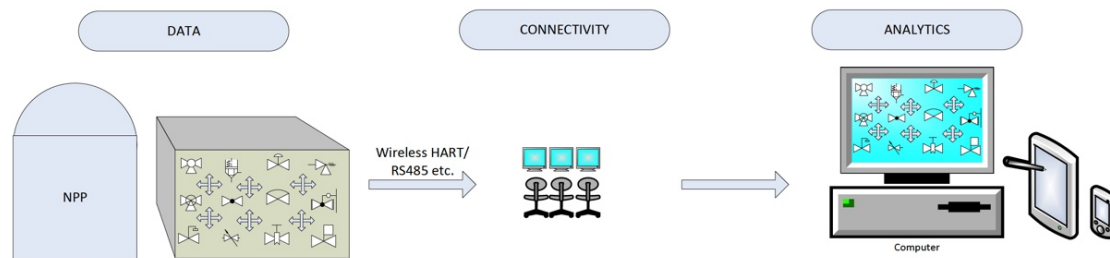 DATA
CONNECTIVITY
ANALYTICS
NPP
Wireless HART/
RS485 etc.
Computer